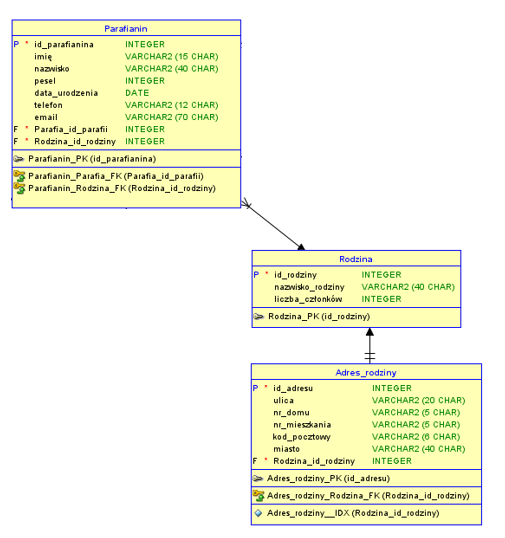 Parafianin
P * id_parafianina INTEGER
imię VARCHAR2 (15 CHAR)
nazwisko VARCHAR2 (40 CHAR)
pesel INTEGER
data_urodzenia DATE
telefon VARCHAR2 (12 CHAR)
email VARCHAR2 (70 CHAR)
F * Parafia_id_parafii INTEGER
F * Rodzina_id_rodziny INTEGER
Parafianin_PK (id_parafianina)
Parafianin_Parafia_FK (Parafia_id_parafii)
Parafianin_Rodzina_FK (Rodzina_id_rodziny)
Rodzina
P * id_rodziny INTEGER
nazwisko_rodziny VARCHAR2 (40 CHAR)
liczba_członków INTEGER
Rodzina_PK (id_rodziny)
Adres_rodziny
P * id_adresu INTEGER
ulica VARCHAR2 (20 CHAR)
nr_domu VARCHAR2 (5 CHAR)
nr_mieszkania VARCHAR2 (5 CHAR)
kod_pocztowy VARCHAR2 (6 CHAR)
miasto VARCHAR2 (40 CHAR)
F * Rodzina_id_rodziny INTEGER
Adres_rodziny_PK (id_adresu)
Adres_rodziny_Rodzina_FK (Rodzina_id_rodziny)
Adres_rodziny__IDX (Rodzina_id_rodziny)